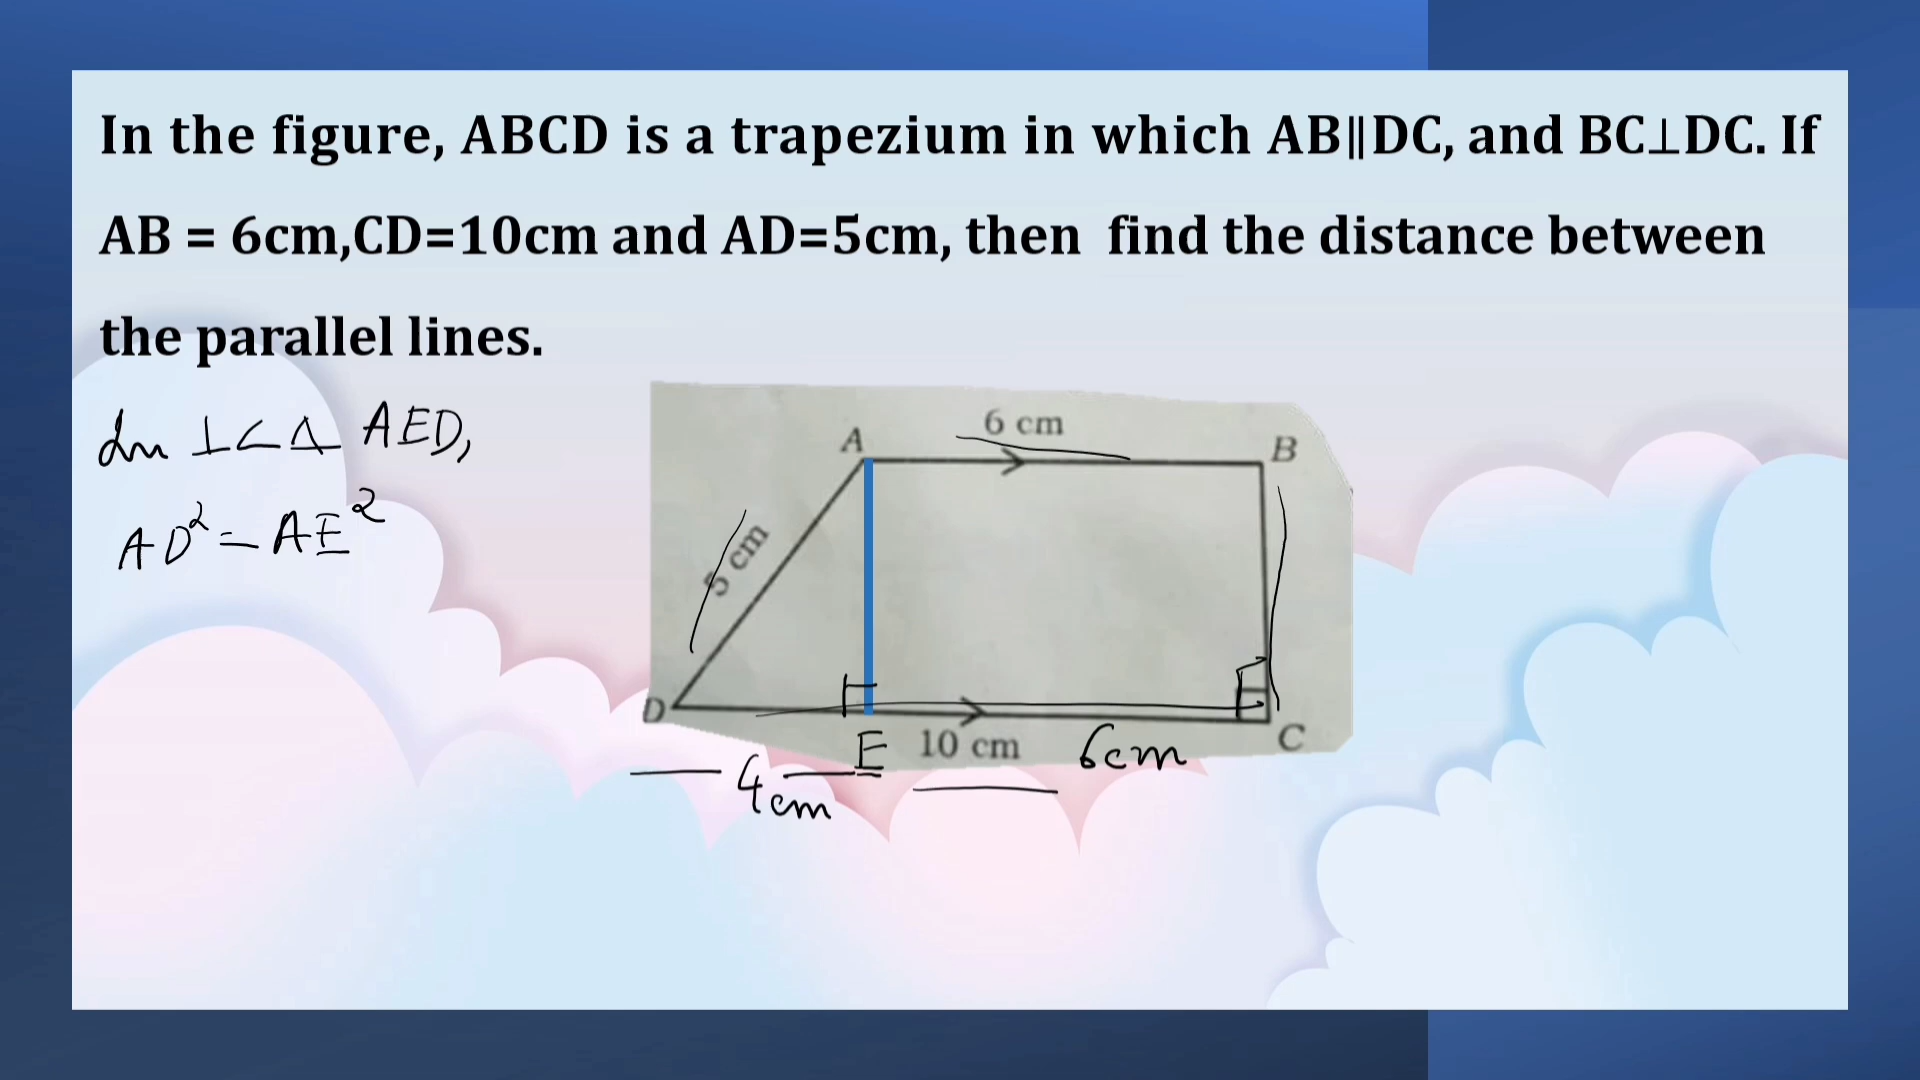 In the figure, ABCD is a trapezium in which AB∥DC, and BC⊥DC. If
AB = 6cm,CD=10cm and AD=5cm, then find the distance between
the parallel lines.
In ⊥∠△ AED,
AD²=AE²
6 cm
A
B
5 cm
D
E
10 cm
6cm
C
4cm